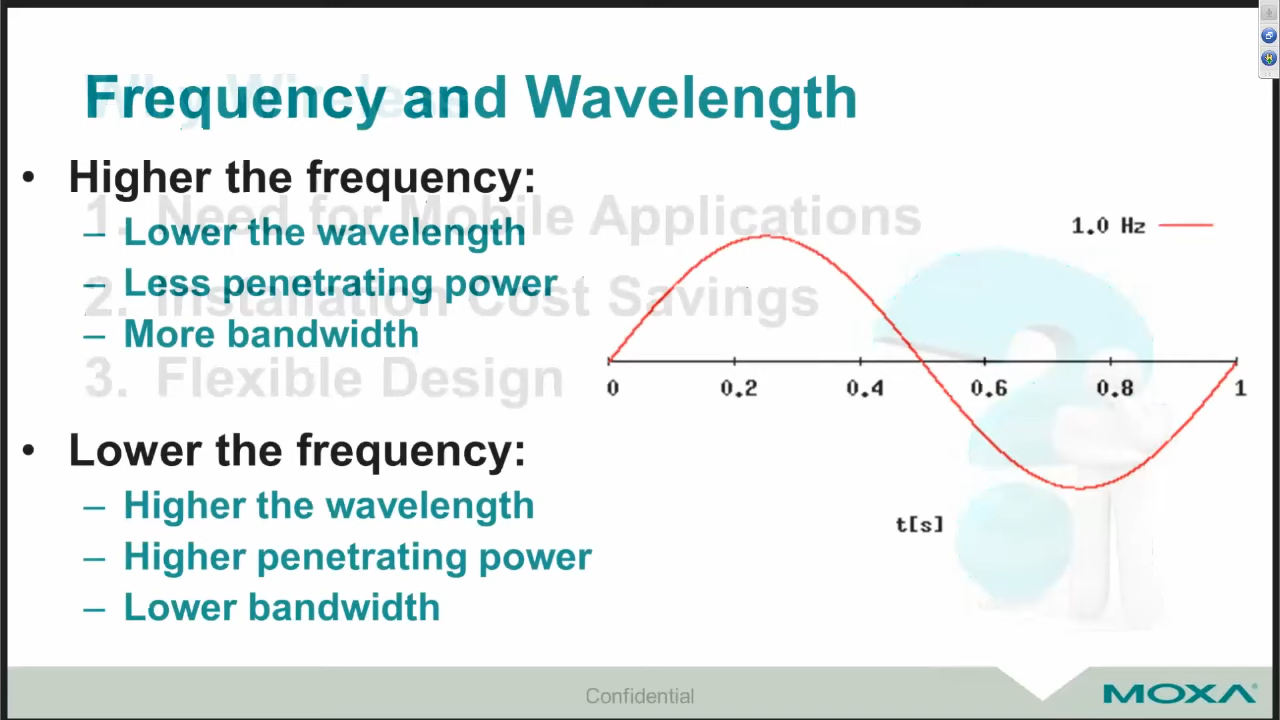 Frequency and Wavelength
Why Wireless
• Higher the frequency:
– Lower the wavelength
– Less penetrating power
– More bandwidth
1. Need for Mobile Applications
2. Installation Cost Savings
3. Flexible Design
• Lower the frequency:
– Higher the wavelength
– Higher penetrating power
– Lower bandwidth
1.0 Hz
0 0.2 0.4 0.6 0.8 1
t[s]
Confidential
MOXA®